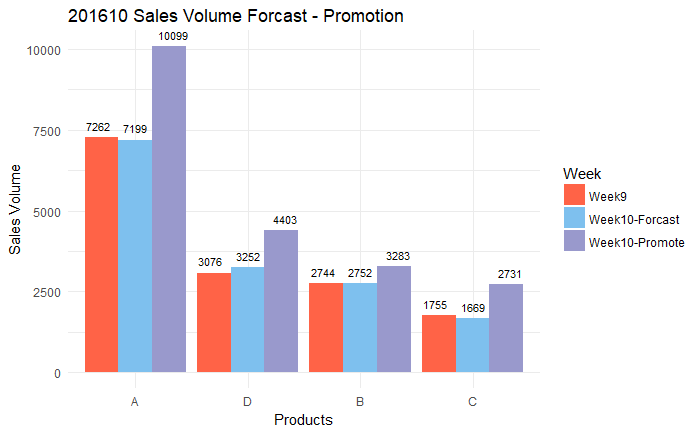 201610 Sales Volume Forcast - Promotion
10099
10000
7500
7262
7199
Sales Volume
5000
4403
3076
3252
3283
2744
2752
2731
2500
1755
1669
0
A
D
B
C
Products
Week
Week9
Week10-Forcast
Week10-Promote